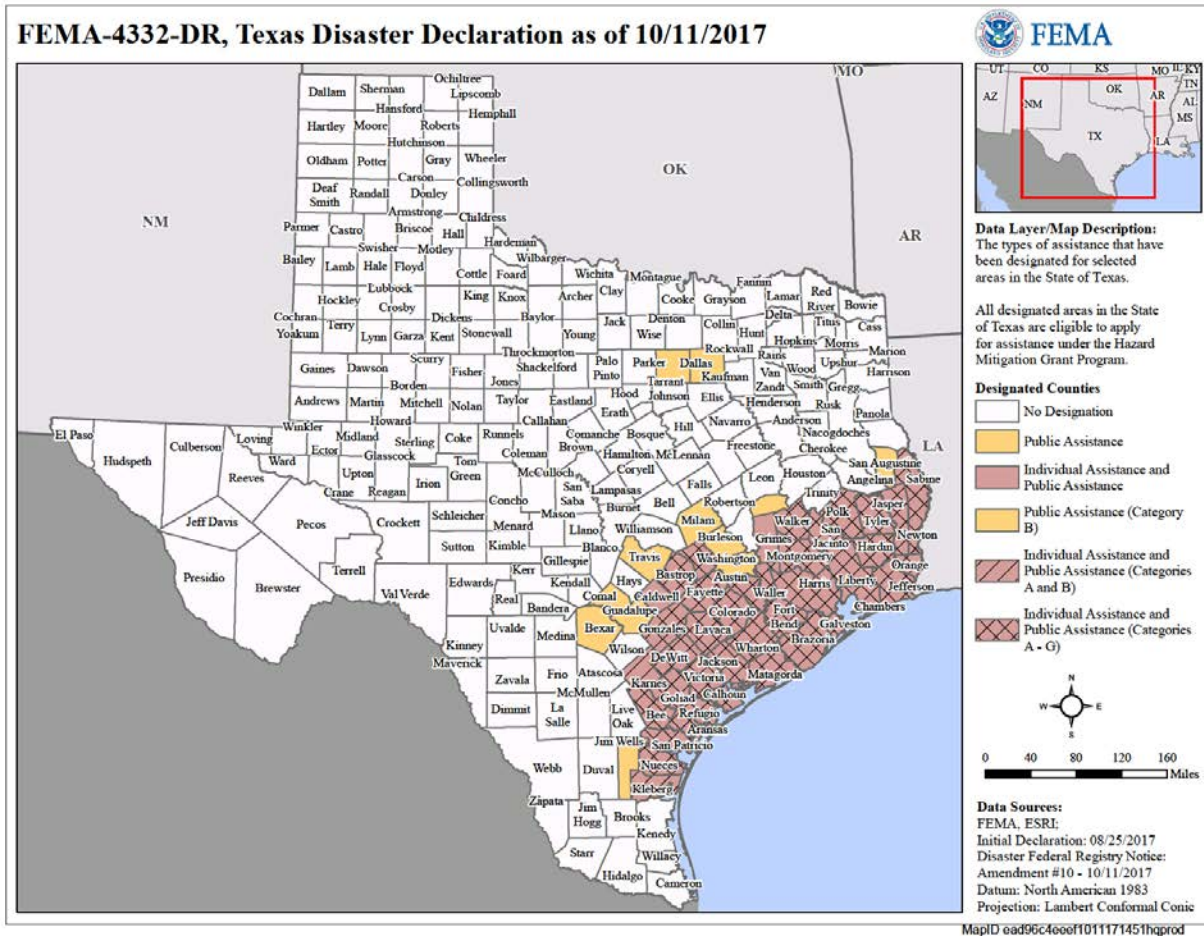 FEMA-4332-DR, Texas Disaster Declaration as of 10/11/2017
FEMA
UT CO KS MO IL KY
AZ NM OK AR TN
AL
MS
TX LA
MO
OK
NM
AR
LA
Ochiltree
Dallam Sherman Lipscomb
Hansford Hemphill
Hartley Moore Roberts
Hutchinson
Oldham Potter Gray Wheeler
Carson Collingsworth
Deaf
Smith Randall Donley
Armstrong
Parmer Castro Briscoe Hall Childress
Swisher Motley Hardeman
Bailey Lamb Hale Floyd Cottle Foard Wilbarger Wichita Montague Fannin
Lubbock Clay Cooke Grayson Lamar Red
River Bowie
Hockley Crosby King Knox Archer Delta
Cochran Dickens Baylor Jack Denton Collin Hunt Titus Cass
Yoakum Terry Lynn Garza Kent Stonewall Young Wise Hopkins Morris
Throckmorton Rockwall Rains Marion
Gaines Dawson Scurry Fisher Shackelford Palo
Pinto Parker Dallas Kaufman Van
Zandt Wood Upshur Harrison
Borden Jones Tarrant Smith Gregg
Andrews Martin Mitchell Nolan Taylor Eastland Hood Johnson Ellis Henderson Rusk Panola
Howard Callahan Erath Hill Navarro Anderson
El Paso Winkler Midland Coke Runnels Comanche Bosque Nacogdoches
Hudspeth Culberson Loving Ector Sterling Coleman Brown Hamilton McLennan Freestone Cherokee
Ward Glasscock Tom
Green McCulloch Coryell San Augustine
Reeves Upton Irion San
Saba Lampasas Falls Leon Houston Angelina Sabine
Crane Reagan Concho Bell Robertson Trinity
Jeff Davis Pecos Crockett Schleicher Menard Mason Burnet Milam Walker Polk Jasper
Llano Williamson Burleson Grimes San
Jacinto Tyler Newton
Sutton Kimble Blanco Travis Washington Montgomery Hardin
Presidio Brewster Terrell Gillespie Bastrop Orange
Kerr Hays Austin Harris Liberty
Val Verde Edwards Kendall Caldwell Fayette Waller Jefferson
Real Bandera Comal Chambers
Uvalde Guadalupe Colorado Fort
Bend Galveston
Kinney Medina Bexar Gonzales Lavaca Brazoria
Maverick Wilson Wharton
Zavala Frio Atascosa DeWitt Jackson Matagorda
McMullen Karnes Victoria
Dimmit La
Salle Live
Oak Goliad Calhoun
Bee Refugio
Aransas
Jim Wells San Patricio
Webb Duval Nueces
Kleberg
Zapata Jim
Hogg Brooks
Kenedy
Starr Willacy
Hidalgo Cameron
Data Layer/Map Description:
The types of assistance that have
been designated for selected
areas in the State of Texas.
All designated areas in the State
of Texas are eligible to apply
for assistance under the Hazard
Mitigation Grant Program.
Designated Counties
No Designation
Public Assistance
Individual Assistance and
Public Assistance
Public Assistance (Category
B)
Individual Assistance and
Public Assistance (Categories
A and B)
Individual Assistance and
Public Assistance (Categories
A - G)
N
W E
S
0 40 80 120 160
Miles
Data Sources:
FEMA, ESRI;
Initial Declaration: 08/25/2017
Disaster Federal Registry Notice:
Amendment #10 - 10/11/2017
Datum: North American 1983
Projection: Lambert Conformal Conic
MapID ead96c4eeef1011171451hqprod